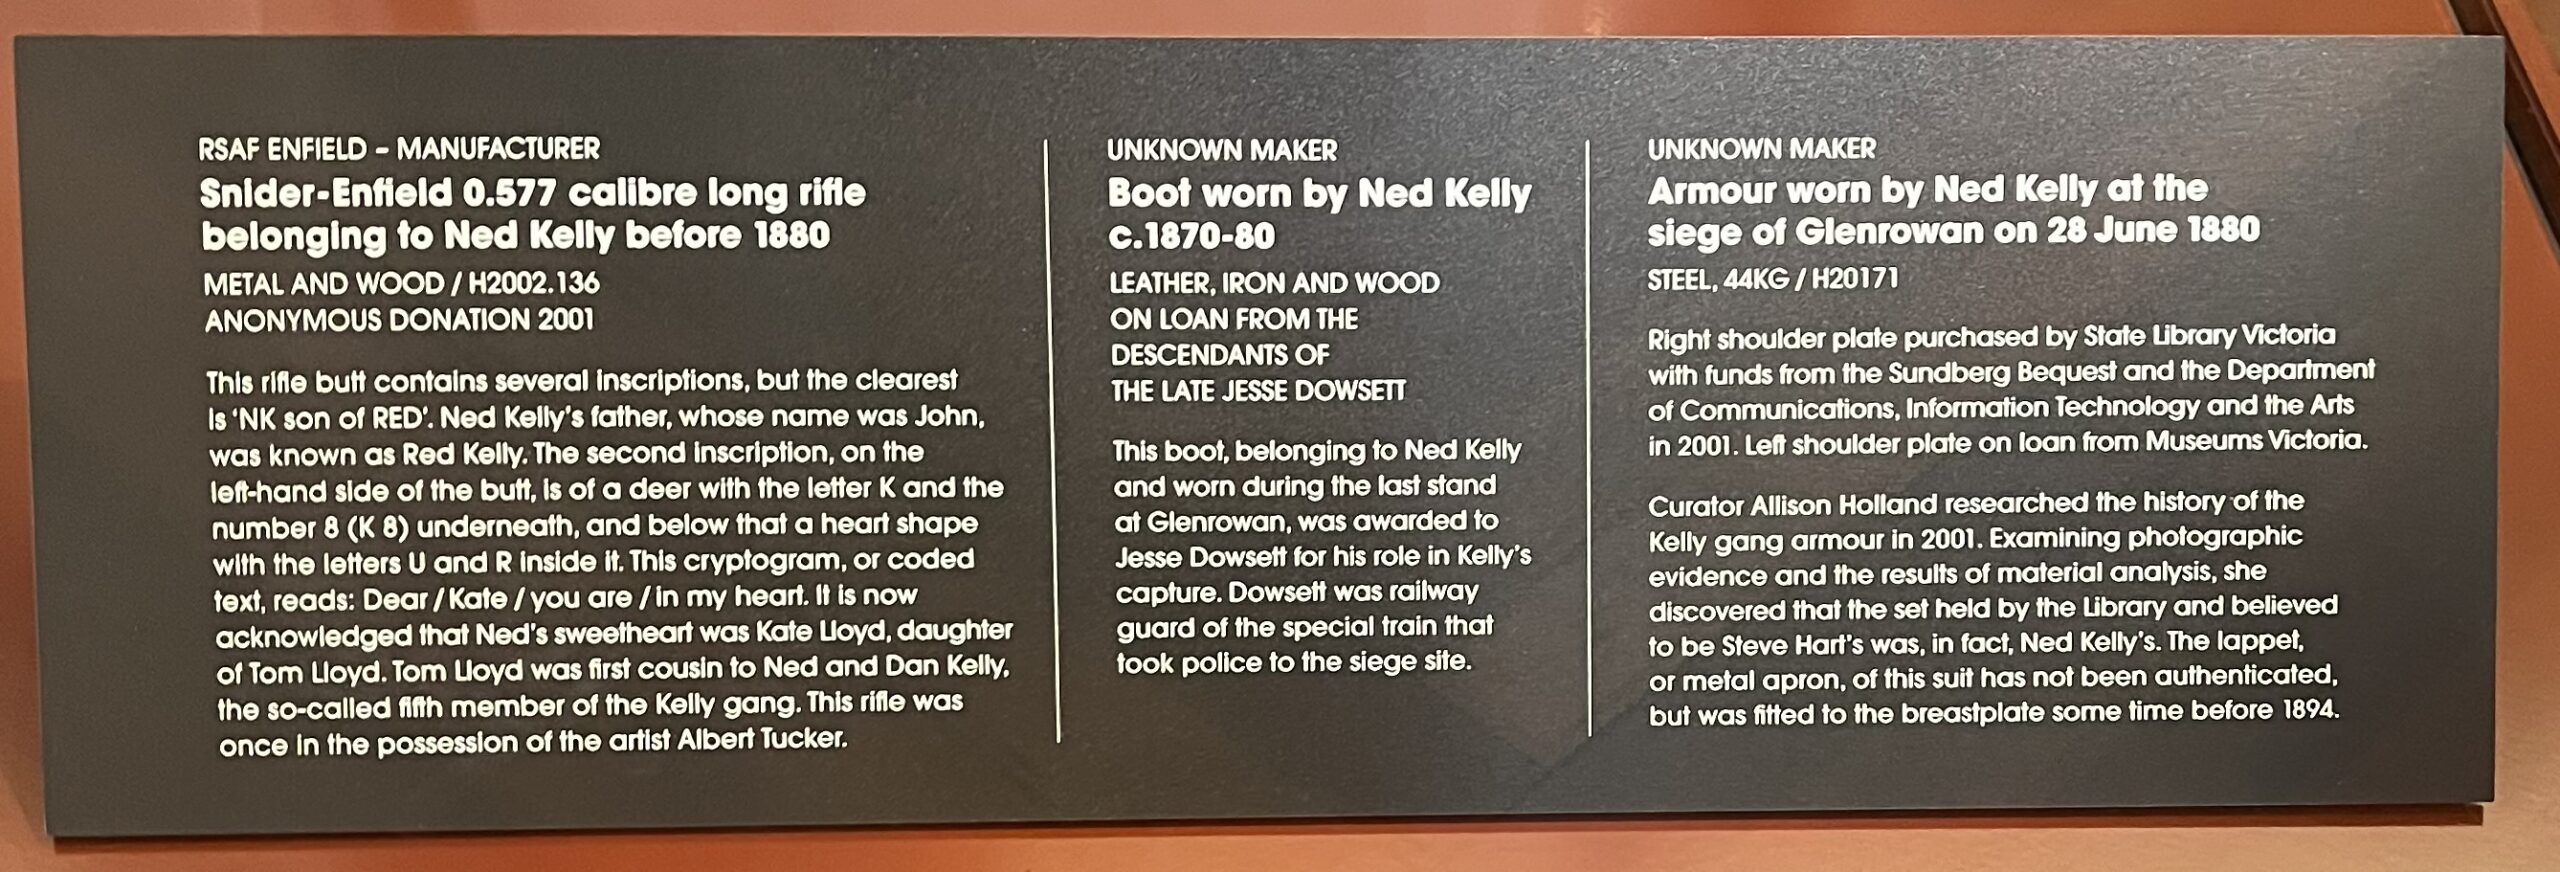 RSAF ENFIELD – MANUFACTURER
Snider-Enfield 0.577 calibre long rifle
belonging to Ned Kelly before 1880
METAL AND WOOD / H2002.136
ANONYMOUS DONATION 2001
This rifle butt contains several inscriptions, but the clearest
is ‘NK son of RED’. Ned Kelly’s father, whose name was John,
was known as Red Kelly. The second inscription, on the
left-hand side of the butt, is of a deer with the letter K and the
number 8 (K 8) underneath, and below that a heart shape
with the letters U and R inside it. This cryptogram, or coded
text, reads: Dear / Kate / you are / in my heart. It is now
acknowledged that Ned’s sweetheart was Kate Lloyd, daughter
of Tom Lloyd. Tom Lloyd was first cousin to Ned and Dan Kelly,
the so-called fifth member of the Kelly gang. This rifle was
once in the possession of the artist Albert Tucker.
UNKNOWN MAKER
Boot worn by Ned Kelly
c.1870-80
LEATHER, IRON AND WOOD
ON LOAN FROM THE
DESCENDANTS OF
THE LATE JESSE DOWSETT
This boot, belonging to Ned Kelly
and worn during the last stand
at Glenrowan, was awarded to
Jesse Dowsett for his role in Kelly’s
capture. Dowsett was railway
guard of the special train that
took police to the siege site.
UNKNOWN MAKER
Armour worn by Ned Kelly at the
siege of Glenrowan on 28 June 1880
STEEL, 44KG / H20171
Right shoulder plate purchased by State Library Victoria
with funds from the Sundberg Bequest and the Department
of Communications, Information Technology and the Arts
in 2001. Left shoulder plate on loan from Museums Victoria.
Curator Allison Holland researched the history of the
Kelly gang armour in 2001. Examining photographic
evidence and the results of material analysis, she
discovered that the set held by the Library and believed
to be Steve Hart’s was, in fact, Ned Kelly’s. The lappet,
or metal apron, of this suit has not been authenticated,
but was fitted to the breastplate some time before 1894.